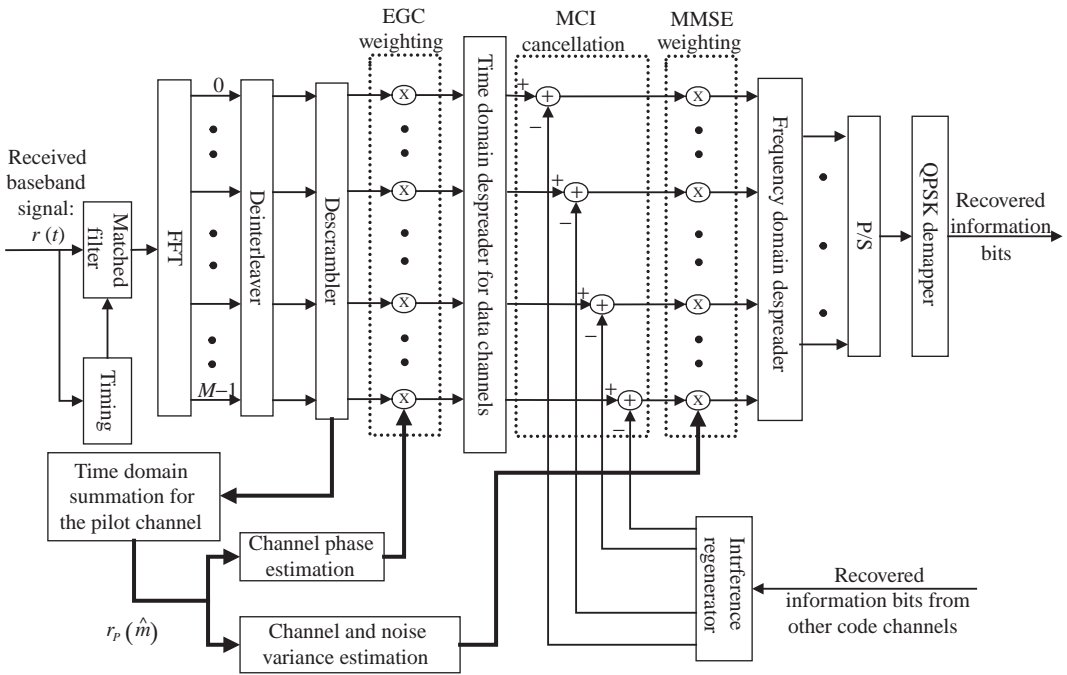 EGC
weighting
MCI
cancellation
MMSE
weighting
Received
baseband
signal:
r (t)
Matched
filter
Timing
FFT
0
M−1
Deinterleaver
Descrambler
x
x
x
x
Time domain despreader for data channels
+
+
−
+
+
−
+
+
−
+
+
−
x
x
x
x
Frequency domain
despreader
P/S
QPSK demapper
Recovered
information
bits
Time domain
summation for
the pilot channel
Channel phase
estimation
Channel and noise
variance estimation
r_P (m̂)
Intrference
regenerator
Recovered
information bits from
other code channels